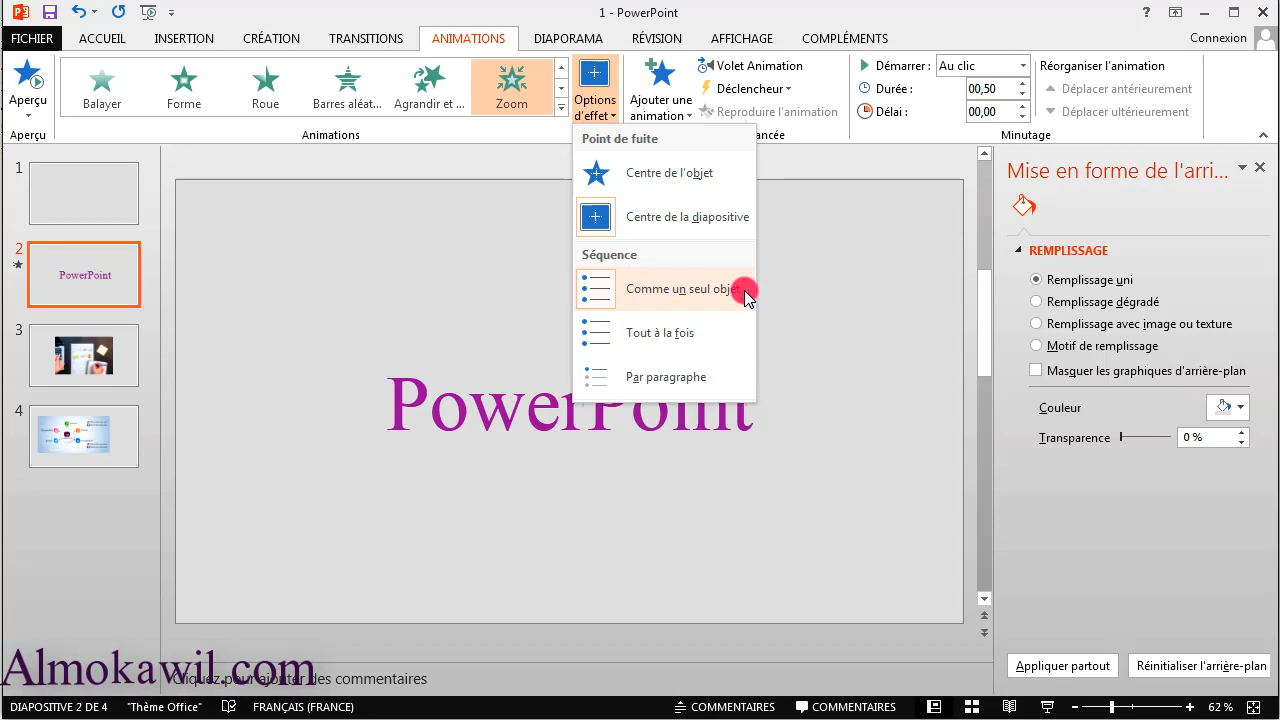 1 - PowerPoint
FICHIER ACCUEIL INSERTION CRÉATION TRANSITIONS ANIMATIONS DIAPORAMA RÉVISION AFFICHAGE COMPLÉMENTS Connexion
Aperçu
Balayer Forme Roue Barres aléat... Agrandir et ... Zoom
Options d'effet
Ajouter une animation
Volet Animation
Déclencheur
Reproduire l'animation
Démarrer : Au clic
Durée : 00,50
Délai : 00,00
Réorganiser l'animation
Déplacer antérieurement
Déplacer ultérieurement
Aperçu Animations ancée Minutage
Point de fuite
Centre de l'objet
Centre de la diapositive
Séquence
Comme un seul objet
Tout à la fois
Par paragraphe
1
2
PowerPoint
3
4
PowerPoint
Mise en forme de l'arri...
REMPLISSAGE
Remplissage uni
Remplissage dégradé
Remplissage avec image ou texture
Motif de remplissage
Masquer les graphiques d'arrière-plan
Couleur
Transparence 0 %
Appliquer partout Réinitialiser l'arrière-plan
Almokawil.com
Cliquez pour ajouter des commentaires
DIAPOSITIVE 2 DE 4 "Thème Office" FRANÇAIS (FRANCE) COMMENTAIRES COMMENTAIRES 62 %